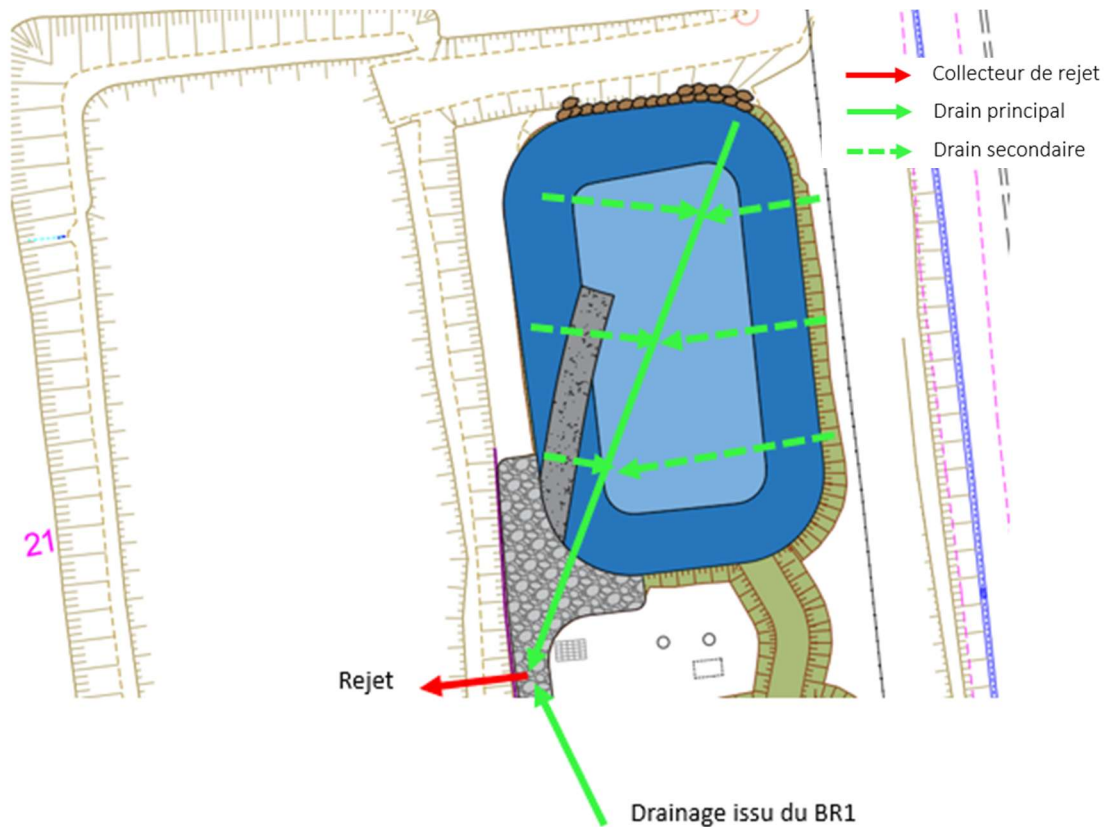 Collecteur de rejet
Drain principal
Drain secondaire
21
Rejet
Drainage issu du BR1